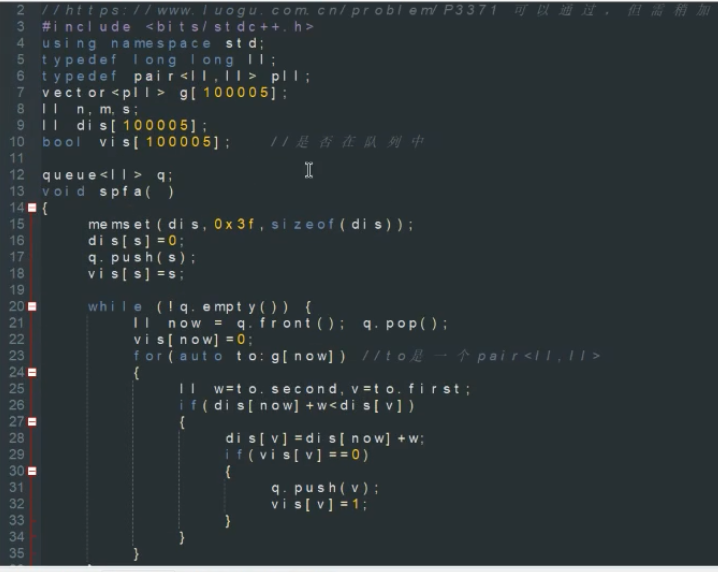 2 //https://www.luogu.com.cn/problem/P3371 可以通过，但需稍加
3 #include <bits/stdc++.h>
4 using namespace std;
5 typedef long long ll;
6 typedef pair<ll,ll> pll;
7 vector<pll> g[100005];
8 ll n,m,s;
9 ll dis[100005];
10 bool vis[100005]; //是否在队列中
11
12 queue<ll> q;
13 void spfa( )
14 {
15 memset(dis,0x3f,sizeof(dis));
16 dis[s]=0;
17 q.push(s);
18 vis[s]=s;
19
20 while (!q.empty()) {
21 ll now = q.front(); q.pop();
22 vis[now]=0;
23 for(auto to:g[now]) //to是一个pair<ll,ll>
24 {
25 ll w=to.second,v=to.first;
26 if(dis[now]+w<dis[v])
27 {
28 dis[v]=dis[now]+w;
29 if(vis[v]==0)
30 {
31 q.push(v);
32 vis[v]=1;
33 }
34 }
35 }